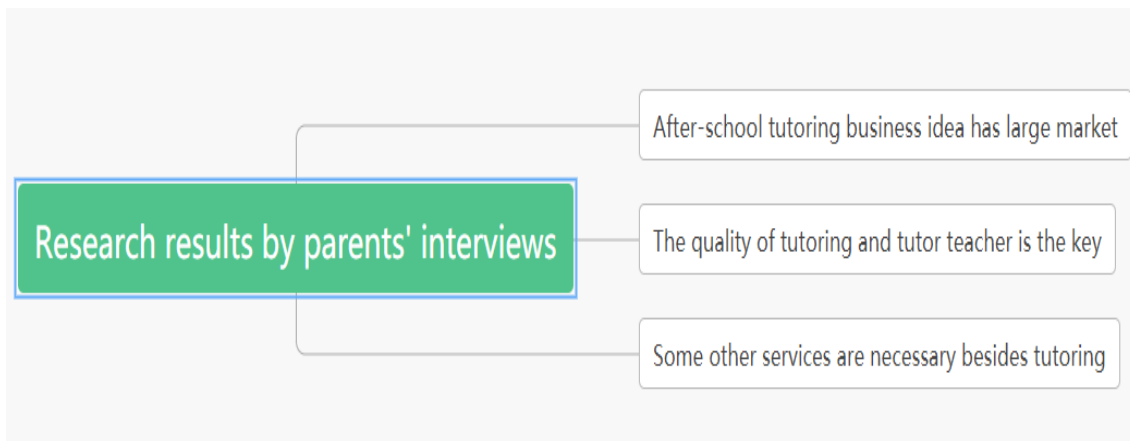 Research results by parents' interviews
After-school tutoring business idea has large market
The quality of tutoring and tutor teacher is the key
Some other services are necessary besides tutoring